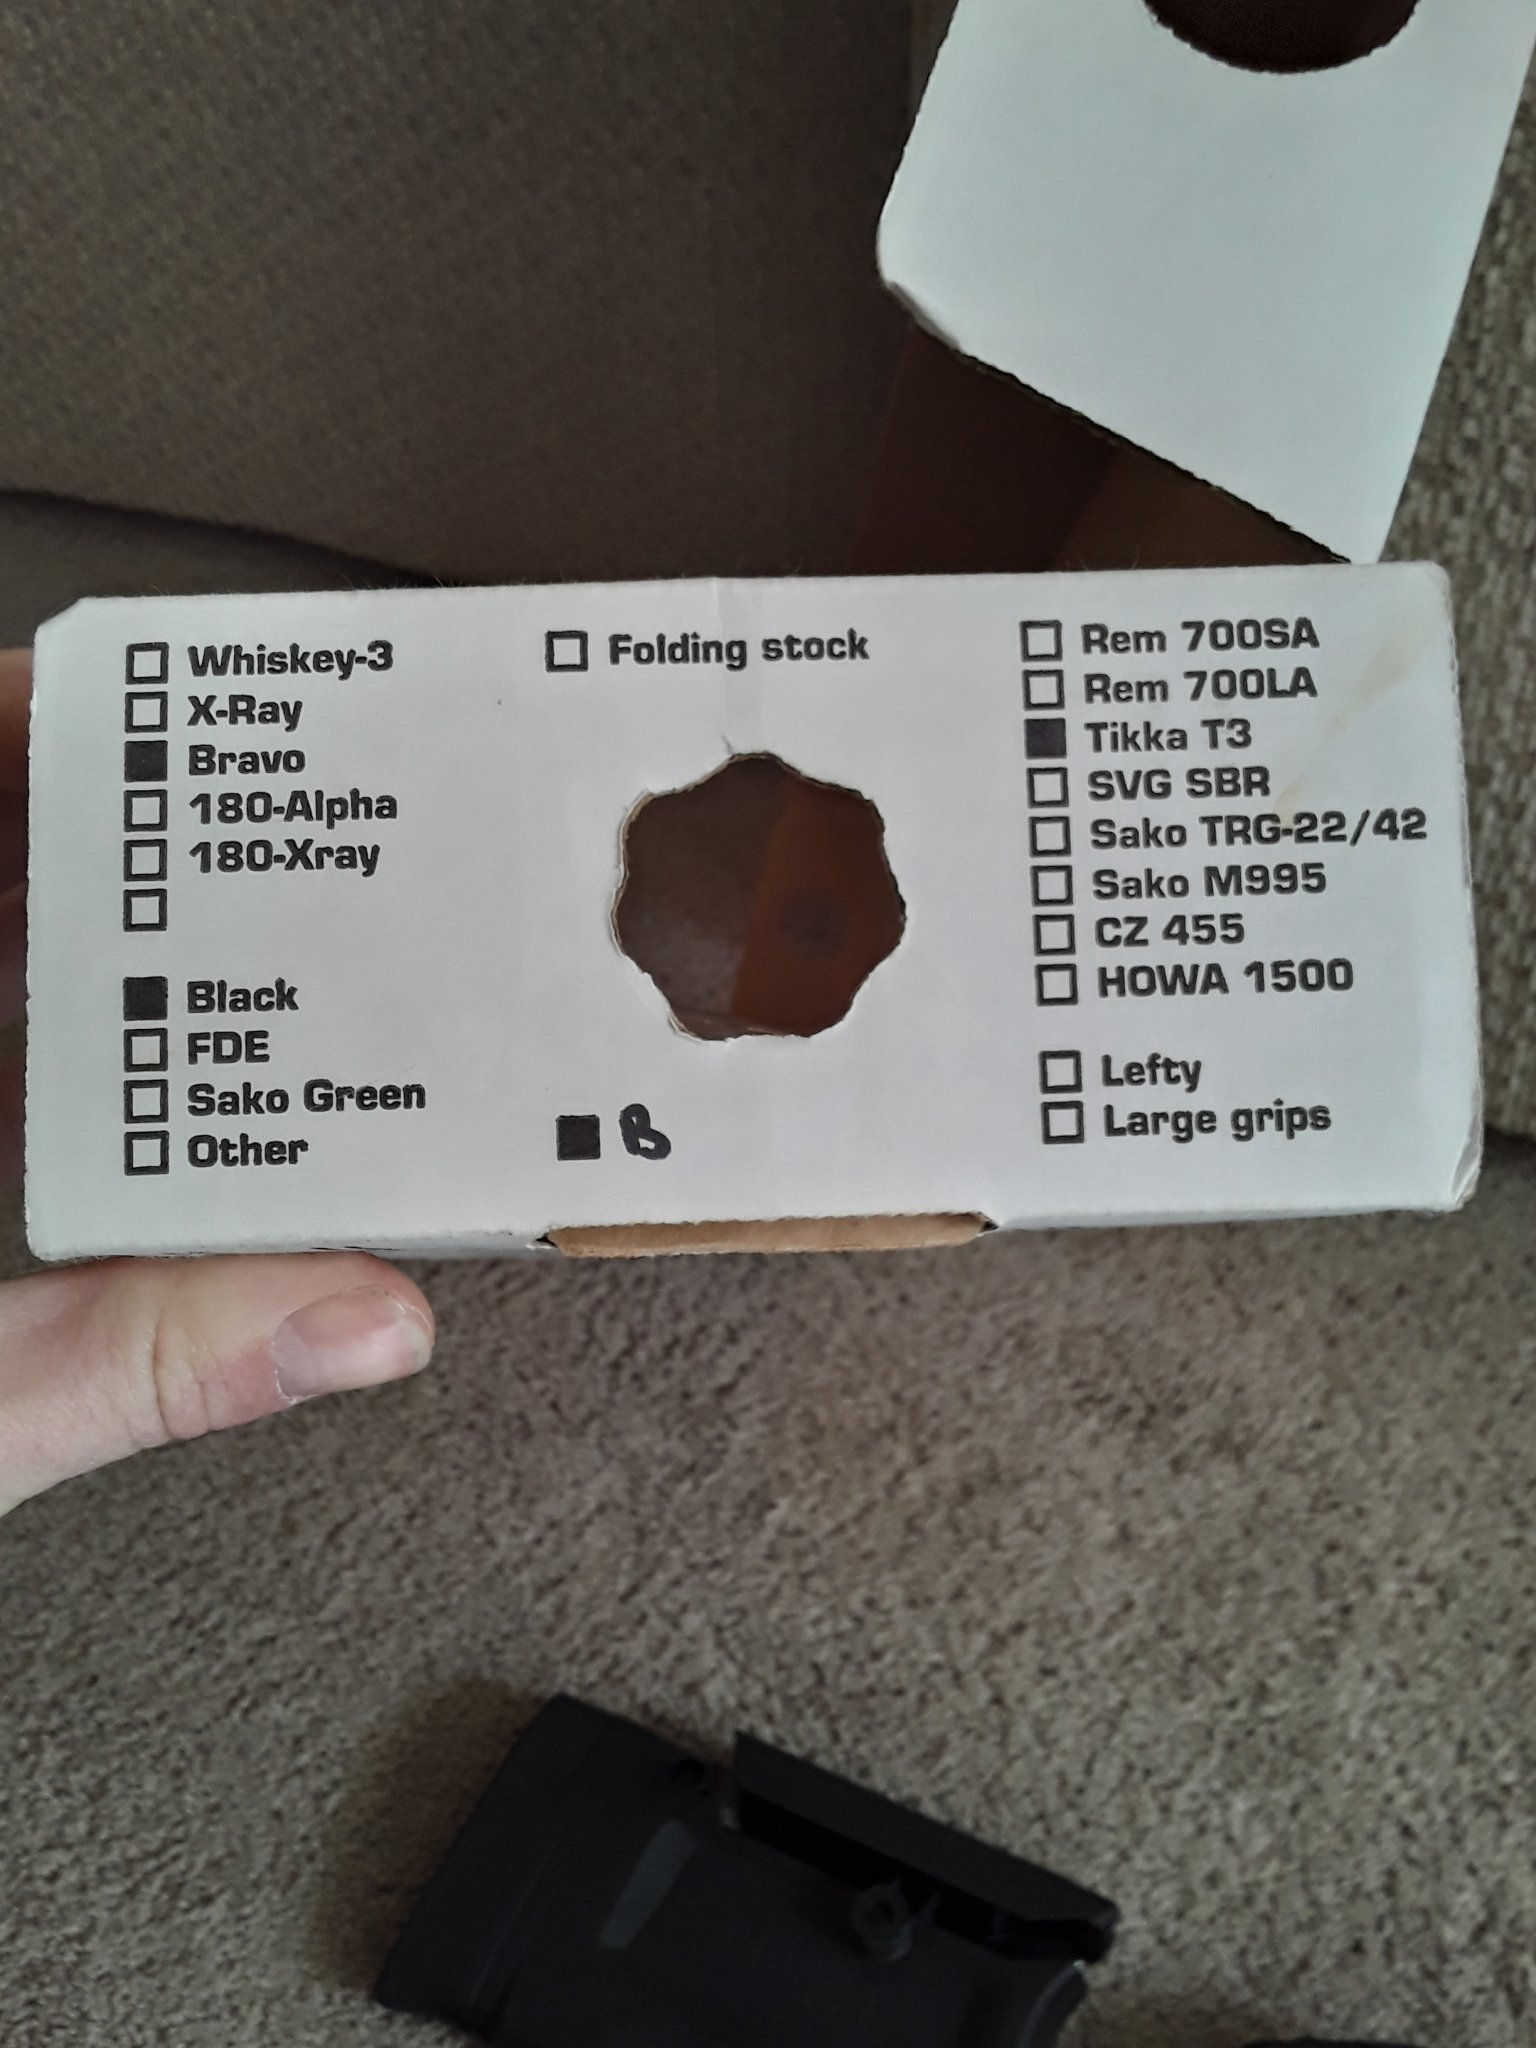 Whiskey-3
X-Ray
Bravo
180-Alpha
180-Xray
Black
FDE
Sako Green
Other
Folding stock
B
Rem 700SA
Rem 700LA
Tikka T3
SVG SBR
Sako TRG-22/42
Sako M995
CZ 455
HOWA 1500
Lefty
Large grips